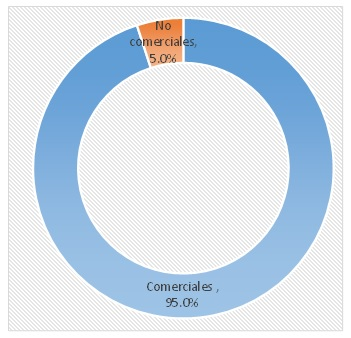 No
comerciales,
5.0%
Comerciales ,
95.0%